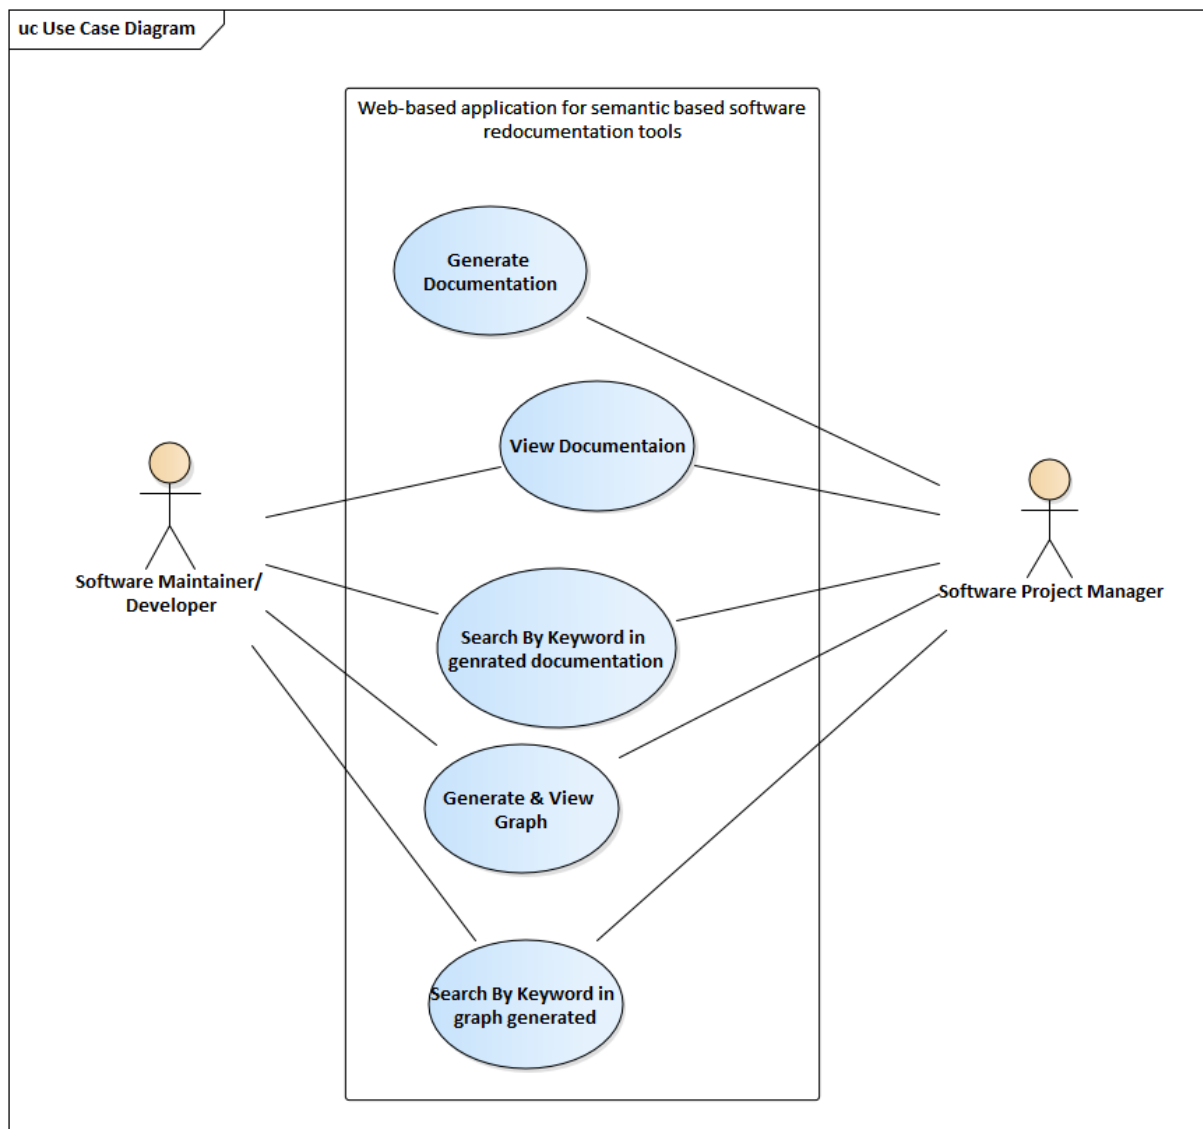 uc Use Case Diagram
Web-based application for semantic based software
redocumentation tools
Generate
Documentation
View Documentaion
Software Maintainer/
Developer
Software Project Manager
Search By Keyword in
genrated documentation
Generate & View
Graph
Search By Keyword in
graph generated